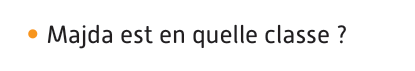 • Majda est en quelle classe ?